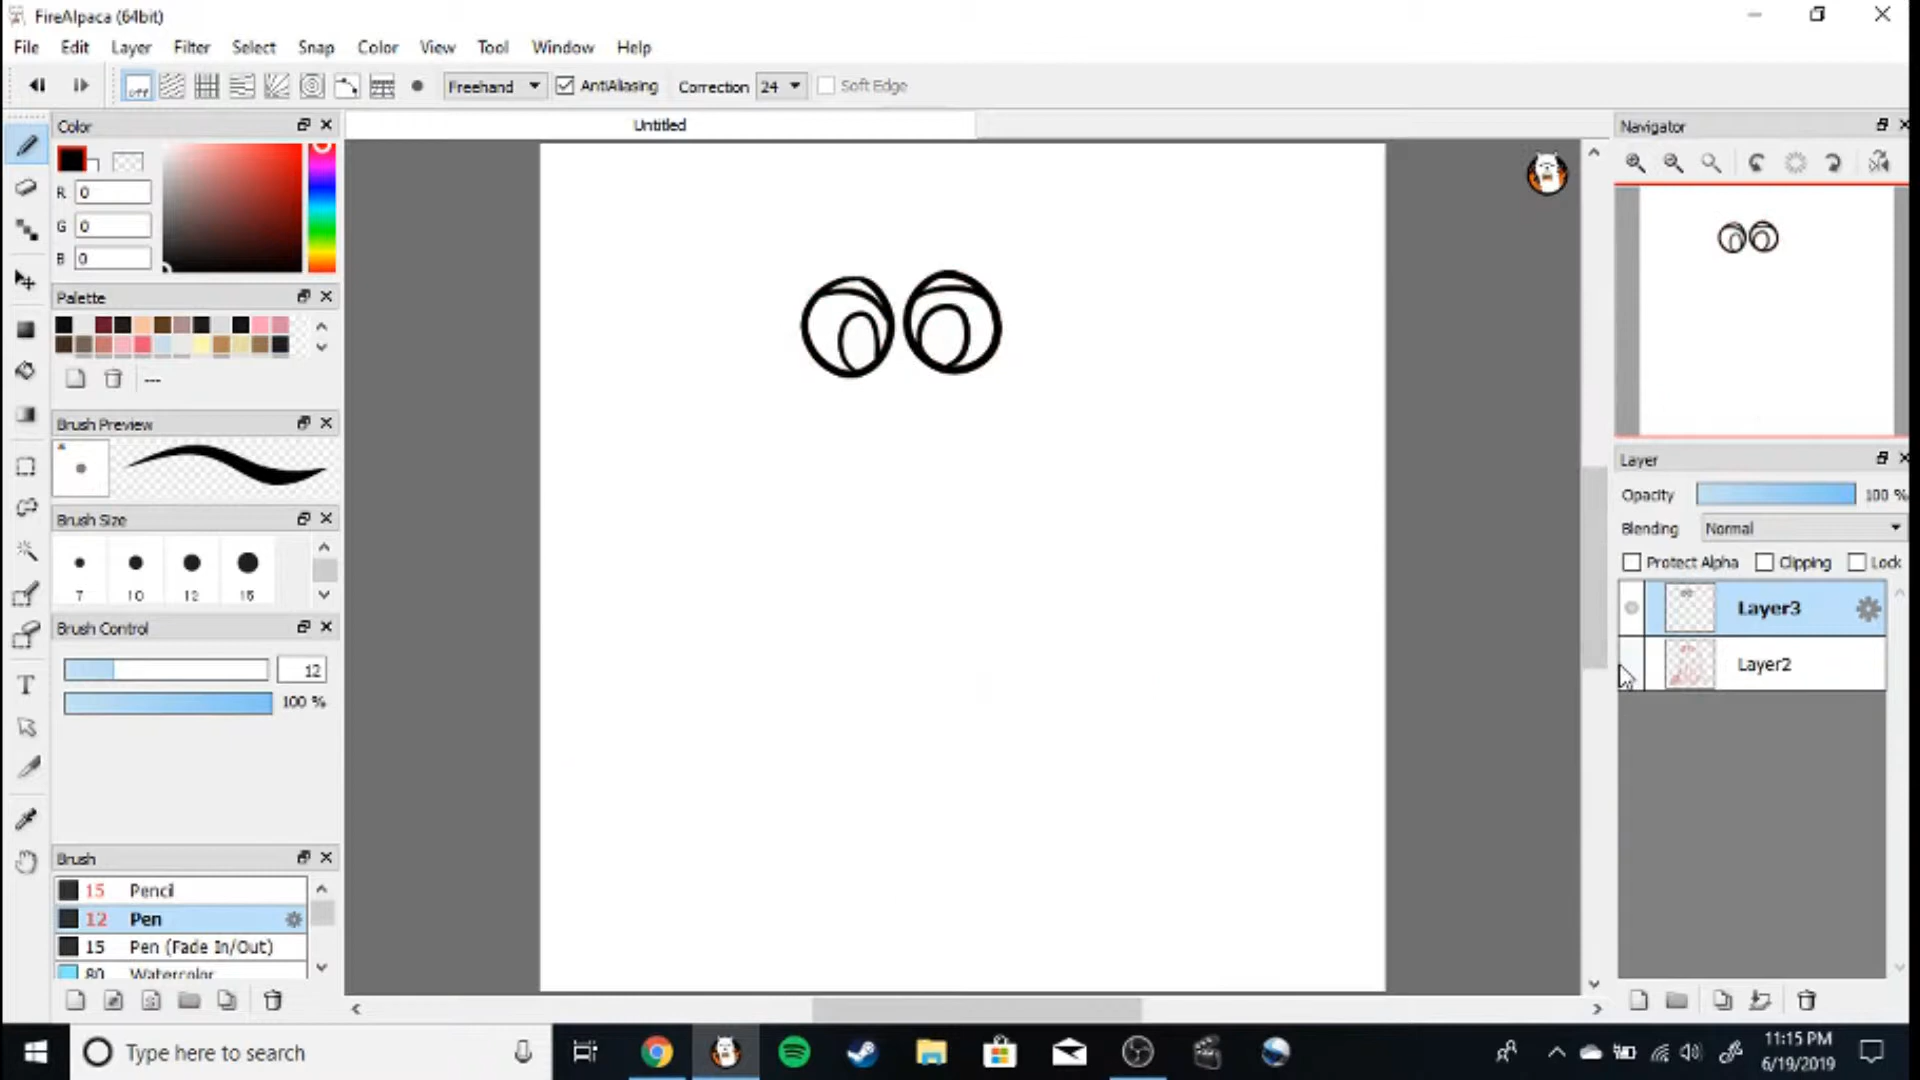 FireAlpaca (64bit)
File Edit Layer Filter Select Snap Color View Tool Window Help
off Freehand AntiAliasing Correction 24 Soft Edge
Color
Untitled
Navigator
R 0
G 0
B 0
Palette
---
Brush Preview
Brush Size
7 10 12 15
Brush Control
12
100 %
Brush
15 Pencil
12 Pen
15 Pen (Fade In/Out)
80 Watercolor
Layer
Opacity 100 %
Blending Normal
Protect Alpha Clipping Lock
Layer3
Layer2
T
Type here to search
11:15 PM
6/19/2019